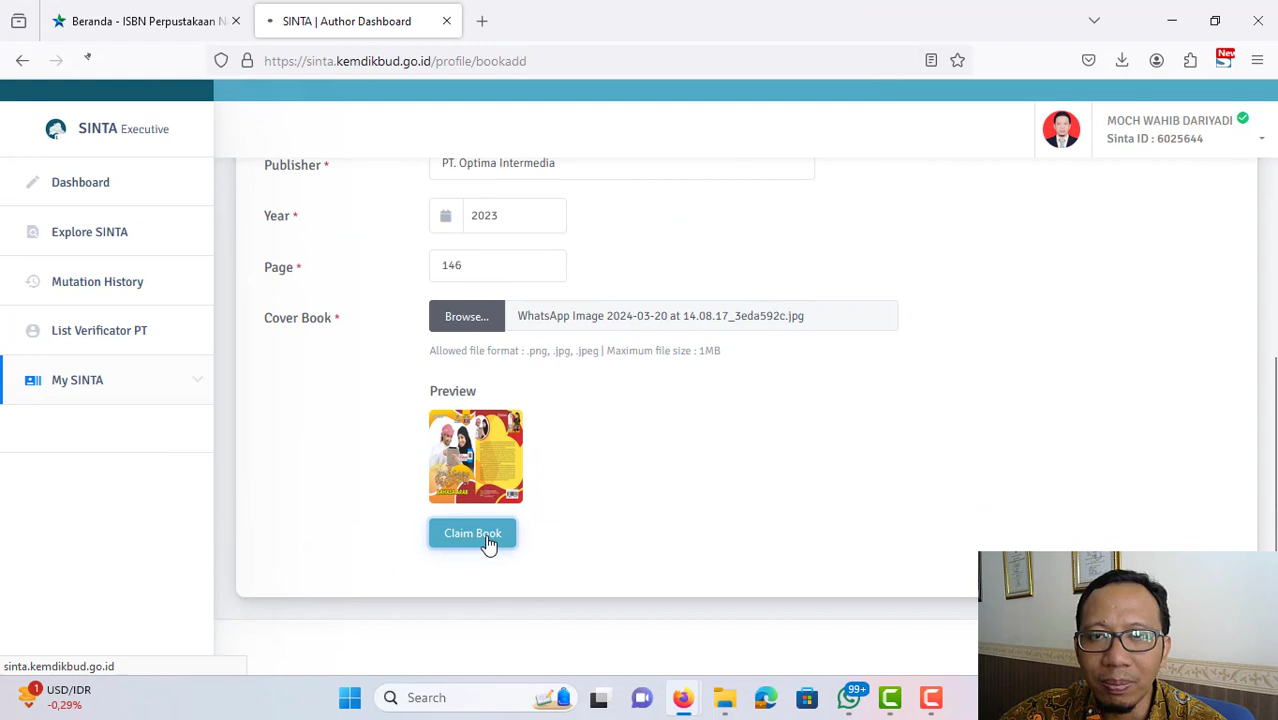 Beranda - ISBN Perpustakaan N
SINTA | Author Dashboard
https://sinta.kemdikbud.go.id/profile/bookadd
New
SINTA Executive
MOCH WAHIB DARIYADI
Sinta ID : 6025644
Dashboard
Explore SINTA
Mutation History
List Verificator PT
My SINTA
Publisher *
PT. Optima Intermedia
Year *
2023
Page *
146
Cover Book *
Browse...
WhatsApp Image 2024-03-20 at 14.08.17_3eda592c.jpg
Allowed file format : .png, .jpg, .jpeg | Maximum file size : 1MB
Preview
BAHASA ARAB
Claim Book
sinta.kemdikbud.go.id
1
USD/IDR
-0,29%
Search
99+